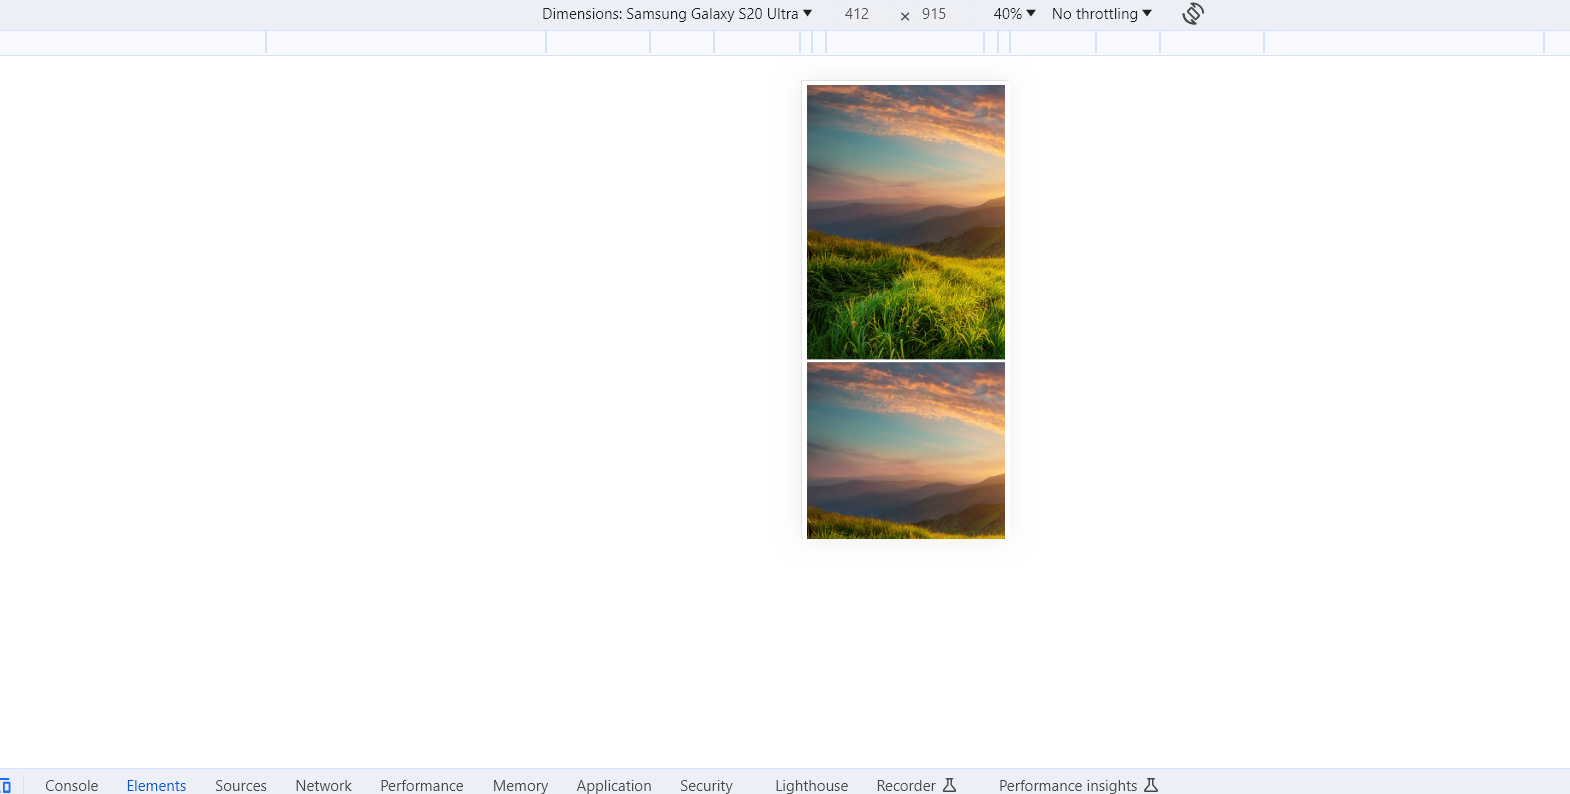 Dimensions: Samsung Galaxy S20 Ultra ▼ 412 × 915 40% ▼ No throttling ▼
Console Elements Sources Network Performance Memory Application Security Lighthouse Recorder Performance insights